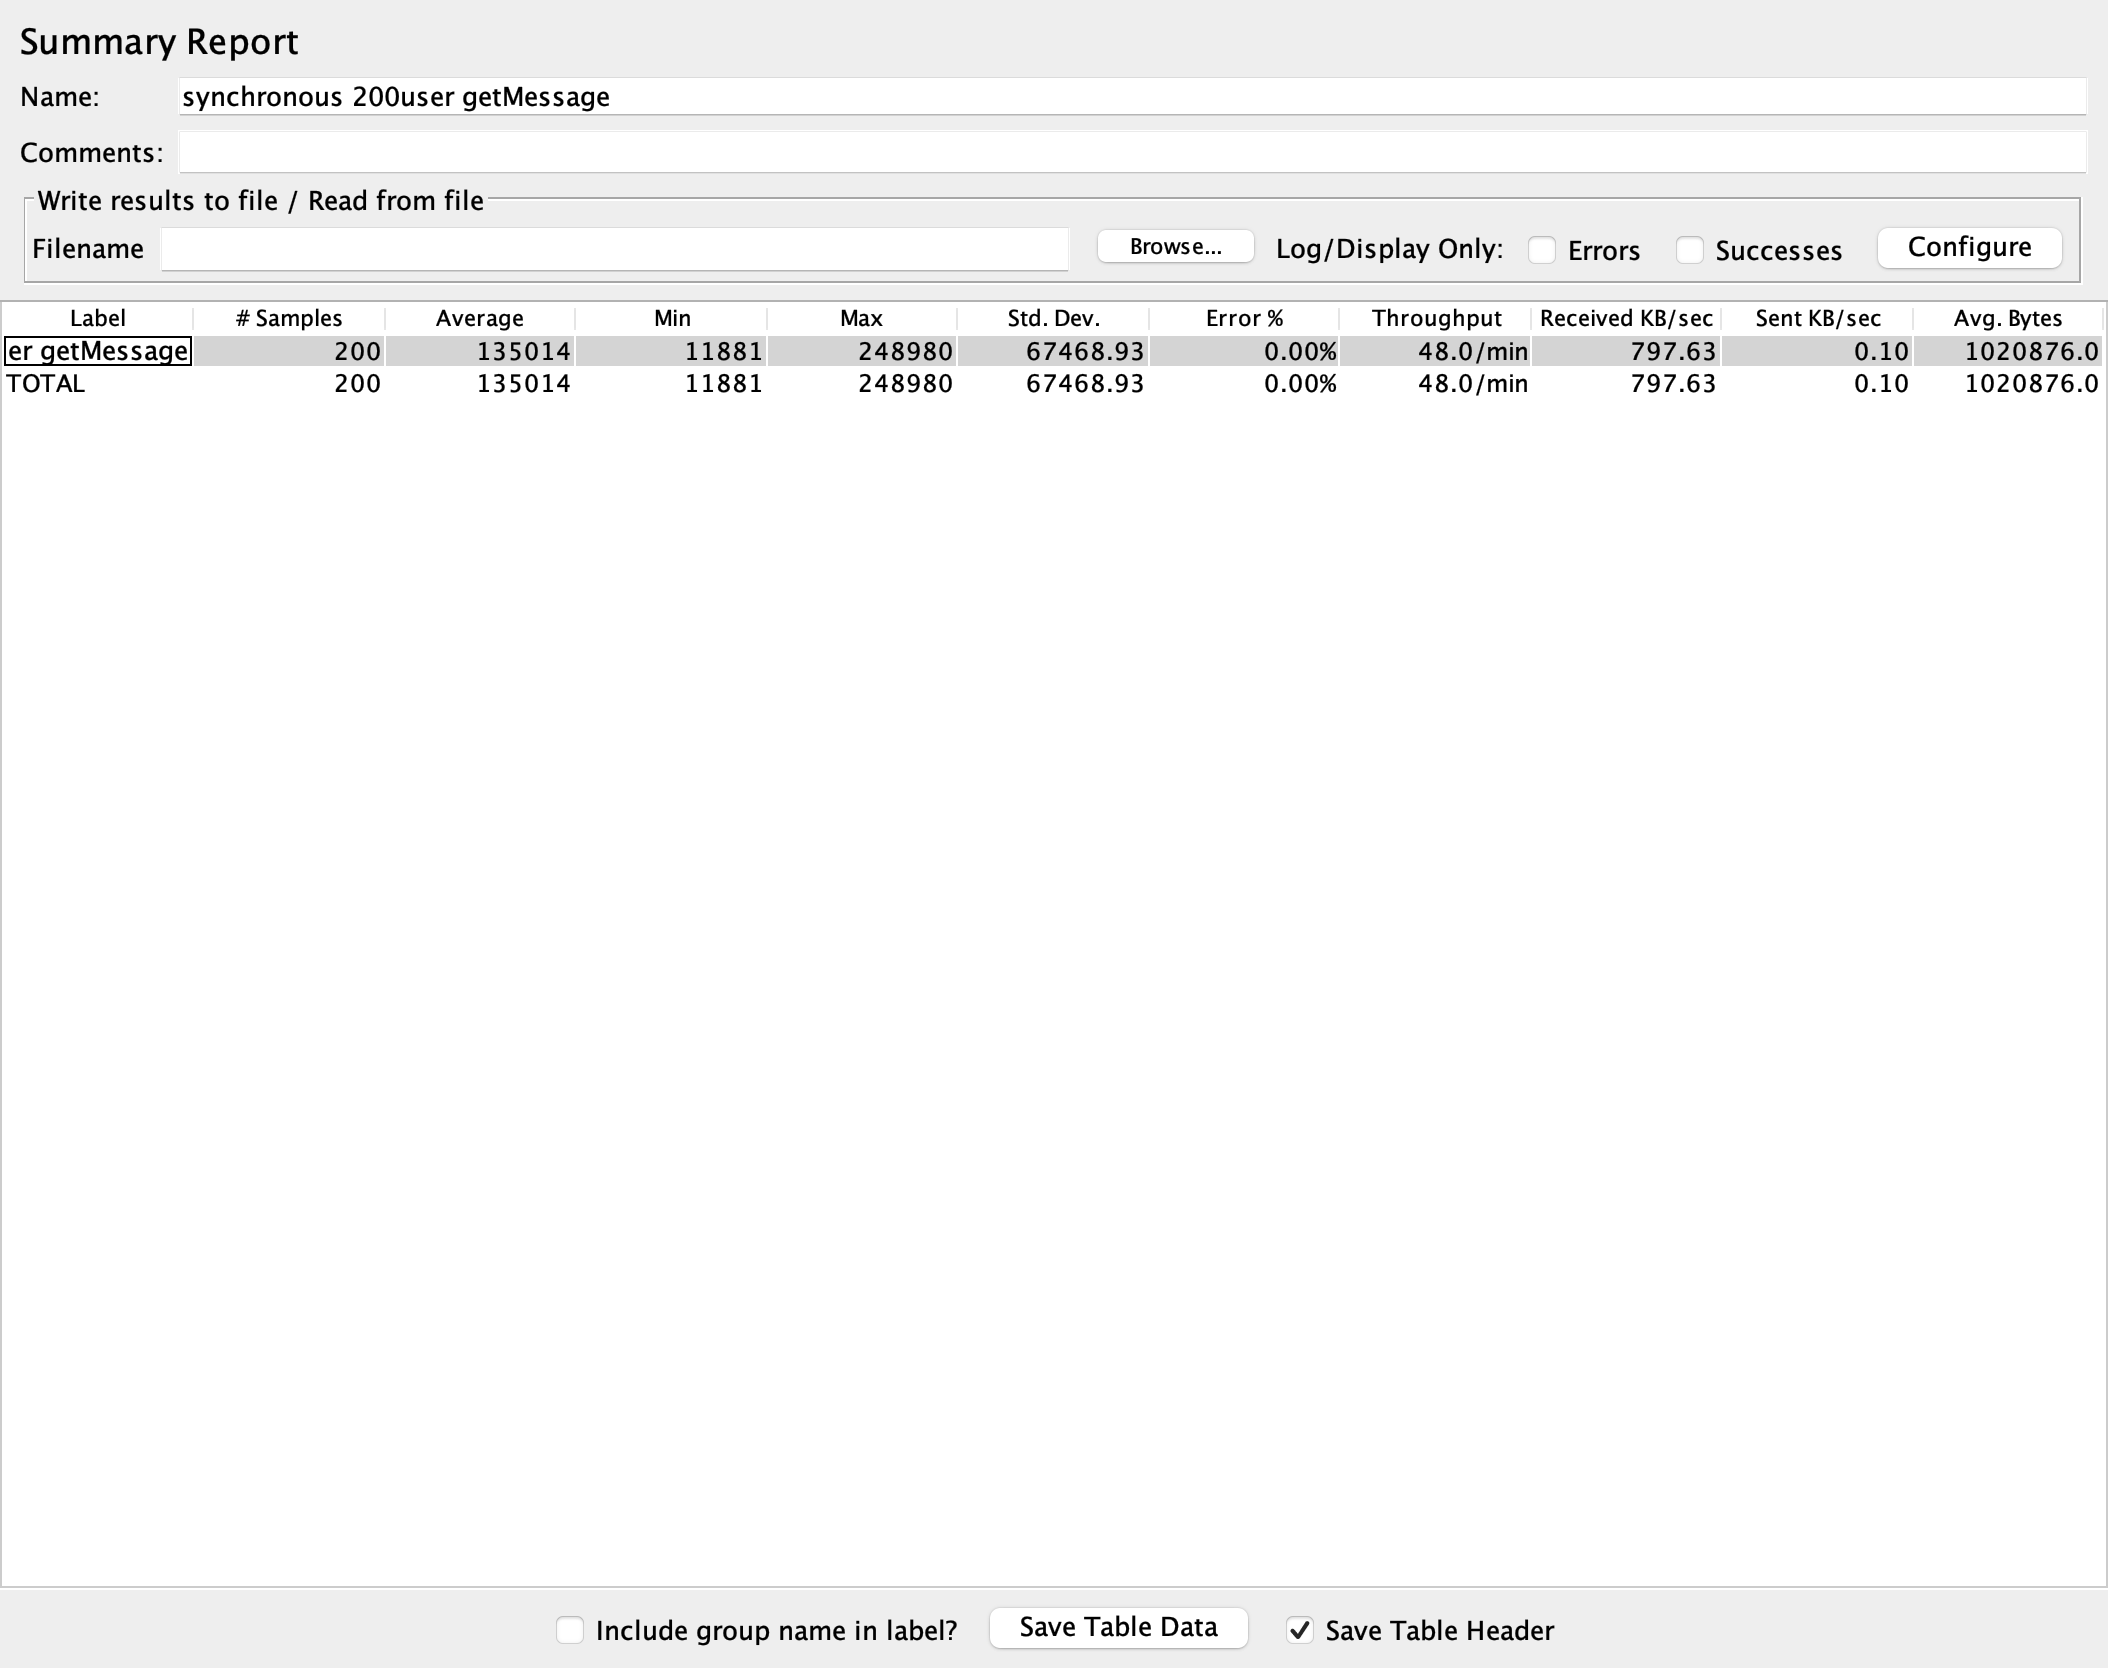 Summary Report
Name: synchronous 200user getMessage
Comments:
Write results to file / Read from file
Filename Browse... Log/Display Only: Errors Successes Configure
Label # Samples Average Min Max Std. Dev. Error % Throughput Received KB/sec Sent KB/sec Avg. Bytes
er getMessage 200 135014 11881 248980 67468.93 0.00% 48.0/min 797.63 0.10 1020876.0
TOTAL 200 135014 11881 248980 67468.93 0.00% 48.0/min 797.63 0.10 1020876.0
Include group name in label? Save Table Data Save Table Header